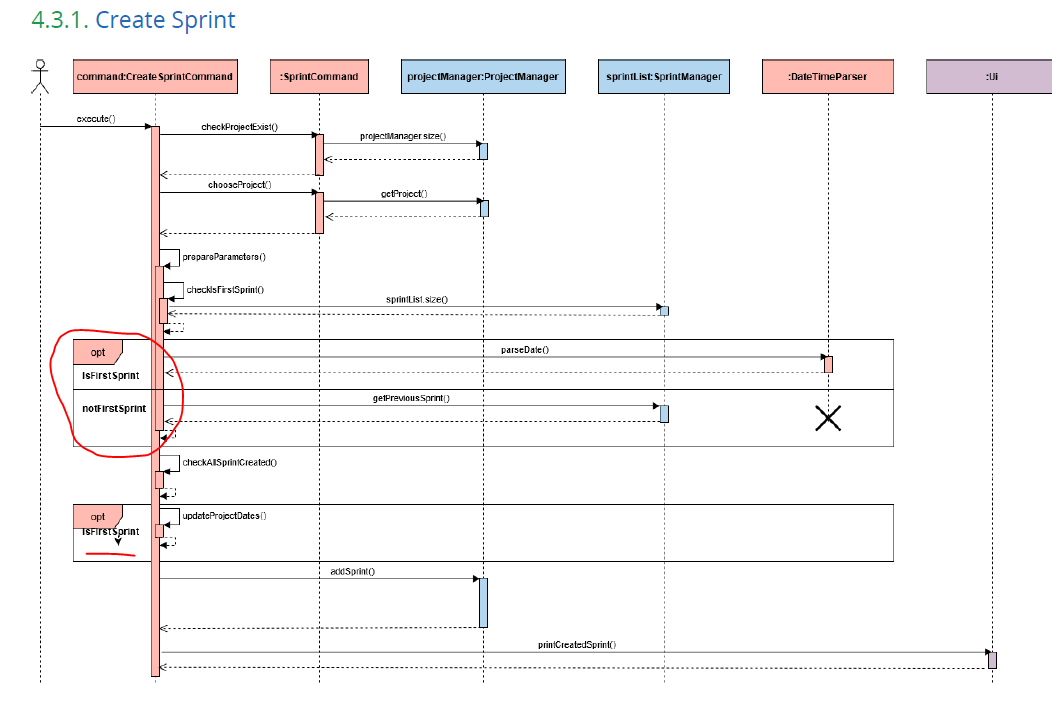 4.3.1. Create Sprint
command:CreateSprintCommand
:SprintCommand
projectManager:ProjectManager
sprintList:SprintManager
:DateTimeParser
:Ui
execute()
checkProjectExist()
projectManager.size()
chooseProject()
getProject()
prepareParameters()
checkIsFirstSprint()
sprintList.size()
opt
parseDate()
isFirstSprint
getPreviousSprint()
notFirstSprint
checkAllSprintCreated()
opt
updateProjectDates()
isFirstSprint
addSprint()
printCreatedSprint()